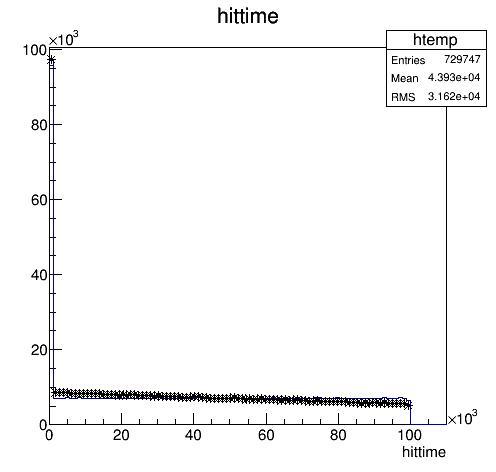 hittime
×10³
htemp
Entries 729747
Mean 4.393e+04
RMS 3.162e+04
100
80
60
40
20
0
0 20 40 60 80 100
×10³
hittime